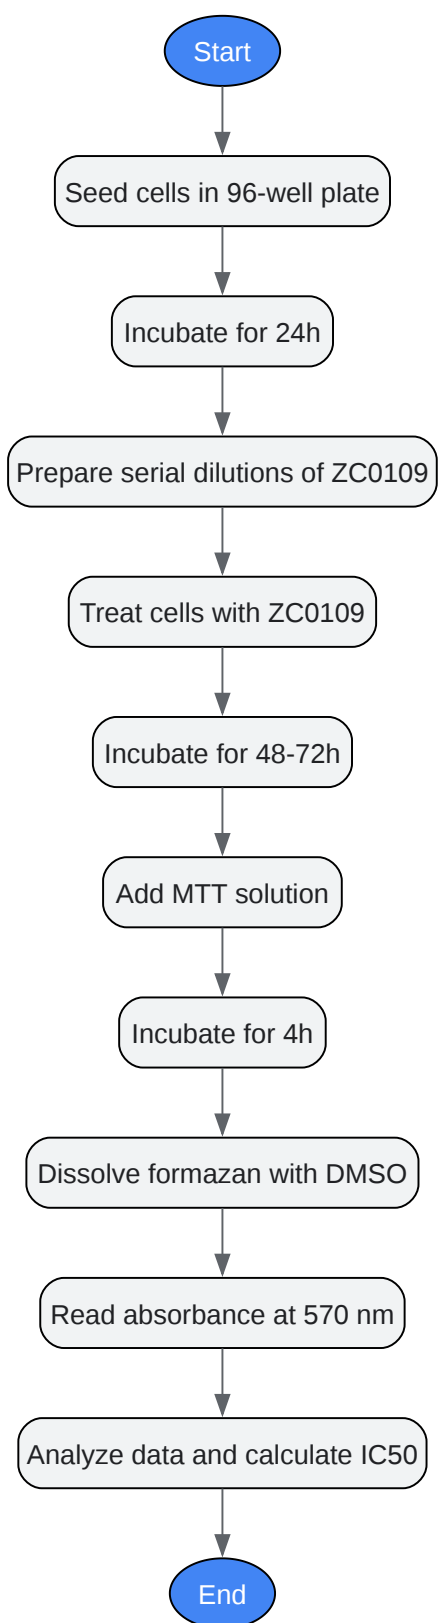 Start
Seed cells in 96-well plate
Incubate for 24h
Prepare serial dilutions of ZC0109
Treat cells with ZC0109
Incubate for 48-72h
Add MTT solution
Incubate for 4h
Dissolve formazan with DMSO
Read absorbance at 570 nm
Analyze data and calculate IC50
End